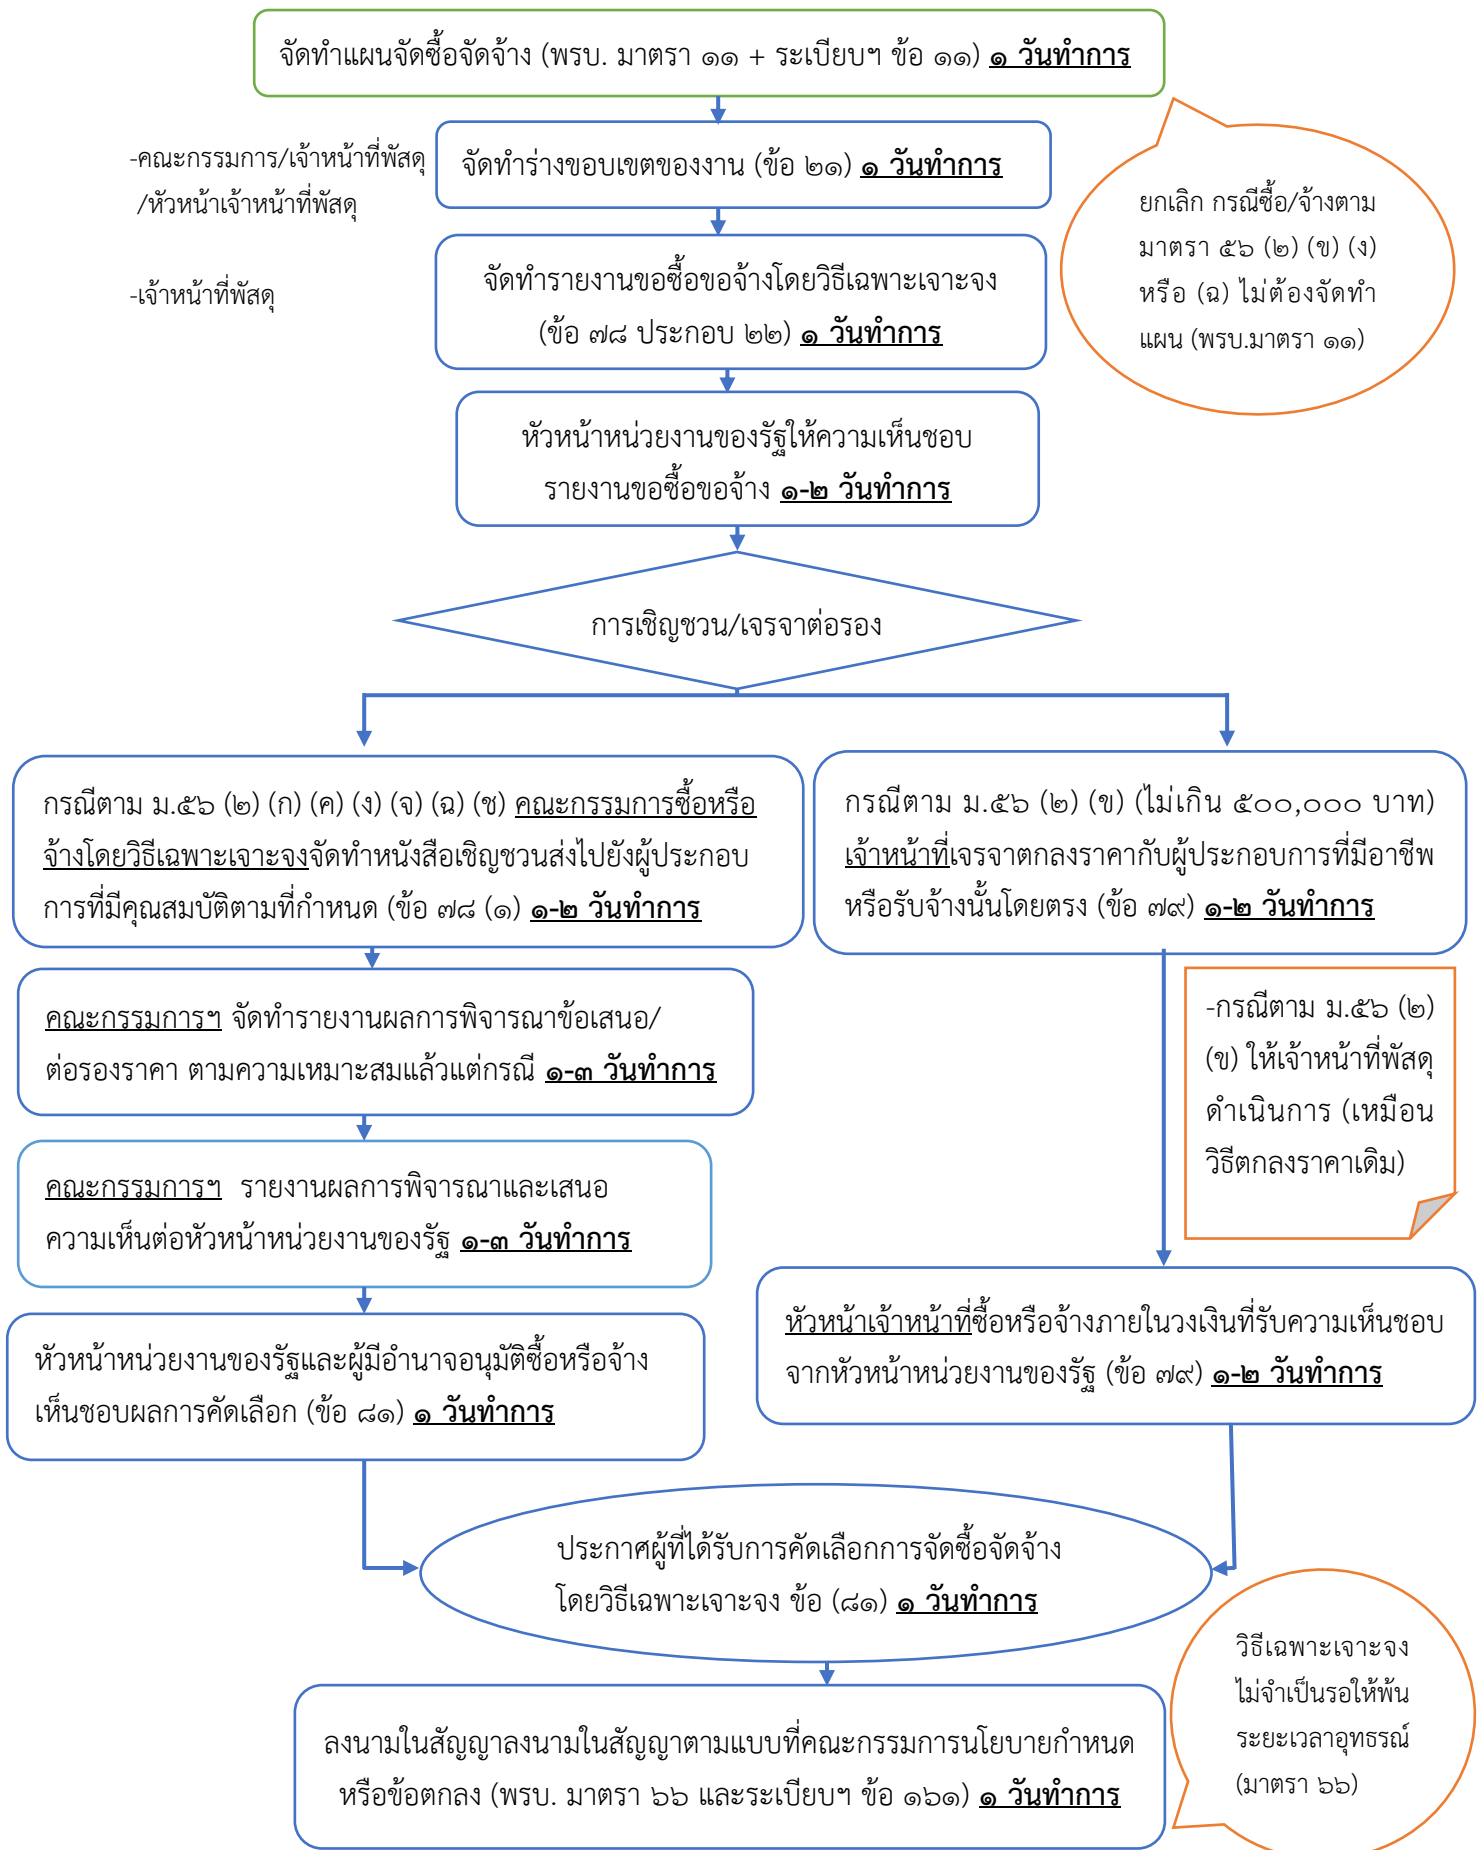 จัดทำแผนจัดซื้อจัดจ้าง (พรบ. มาตรา ๑๑ + ระเบียบฯ ข้อ ๑๑) ๑ วันทำการ
-คณะกรรมการ/เจ้าหน้าที่พัสดุ
/หัวหน้าเจ้าหน้าที่พัสดุ
จัดทำร่างขอบเขตของงาน (ข้อ ๒๑) ๑ วันทำการ
ยกเลิก กรณีซื้อ/จ้างตาม
มาตรา ๕๖ (๒) (ข) (ง)
หรือ (ฉ) ไม่ต้องจัดทำ
แผน (พรบ.มาตรา ๑๑)
-เจ้าหน้าที่พัสดุ
จัดทำรายงานขอซื้อขอจ้างโดยวิธีเฉพาะเจาะจง
(ข้อ ๗๘ ประกอบ ๒๒) ๑ วันทำการ
หัวหน้าหน่วยงานของรัฐให้ความเห็นชอบ
รายงานขอซื้อขอจ้าง ๑-๒ วันทำการ
การเชิญชวน/เจรจาต่อรอง
กรณีตาม ม.๕๖ (๒) (ก) (ค) (ง) (จ) (ฉ) (ช) คณะกรรมการซื้อหรือ
จ้างโดยวิธีเฉพาะเจาะจงจัดทำหนังสือเชิญชวนส่งไปยังผู้ประกอบ
การที่มีคุณสมบัติตามที่กำหนด (ข้อ ๗๘ (๑) ๑-๒ วันทำการ
กรณีตาม ม.๕๖ (๒) (ข) (ไม่เกิน ๕๐๐,๐๐๐ บาท)
เจ้าหน้าที่เจรจาตกลงราคากับผู้ประกอบการที่มีอาชีพ
หรือรับจ้างนั้นโดยตรง (ข้อ ๗๙) ๑-๒ วันทำการ
คณะกรรมการฯ จัดทำรายงานผลการพิจารณาข้อเสนอ/
ต่อรองราคา ตามความเหมาะสมแล้วแต่กรณี ๑-๓ วันทำการ
-กรณีตาม ม.๕๖ (๒)
(ข) ให้เจ้าหน้าที่พัสดุ
ดำเนินการ (เหมือน
วิธีตกลงราคาเดิม)
คณะกรรมการฯ รายงานผลการพิจารณาและเสนอ
ความเห็นต่อหัวหน้าหน่วยงานของรัฐ ๑-๓ วันทำการ
หัวหน้าหน่วยงานของรัฐและผู้มีอำนาจอนุมัติซื้อหรือจ้าง
เห็นชอบผลการคัดเลือก (ข้อ ๘๑) ๑ วันทำการ
หัวหน้าเจ้าหน้าที่ซื้อหรือจ้างภายในวงเงินที่รับความเห็นชอบ
จากหัวหน้าหน่วยงานของรัฐ (ข้อ ๗๙) ๑-๒ วันทำการ
ประกาศผู้ที่ได้รับการคัดเลือกการจัดซื้อจัดจ้าง
โดยวิธีเฉพาะเจาะจง ข้อ (๘๑) ๑ วันทำการ
วิธีเฉพาะเจาะจง
ไม่จำเป็นรอให้พ้น
ระยะเวลาอุทธรณ์
(มาตรา ๖๖)
ลงนามในสัญญาลงนามในสัญญาตามแบบที่คณะกรรมการนโยบายกำหนด
หรือข้อตกลง (พรบ. มาตรา ๖๖ และระเบียบฯ ข้อ ๑๖๑) ๑ วันทำการ